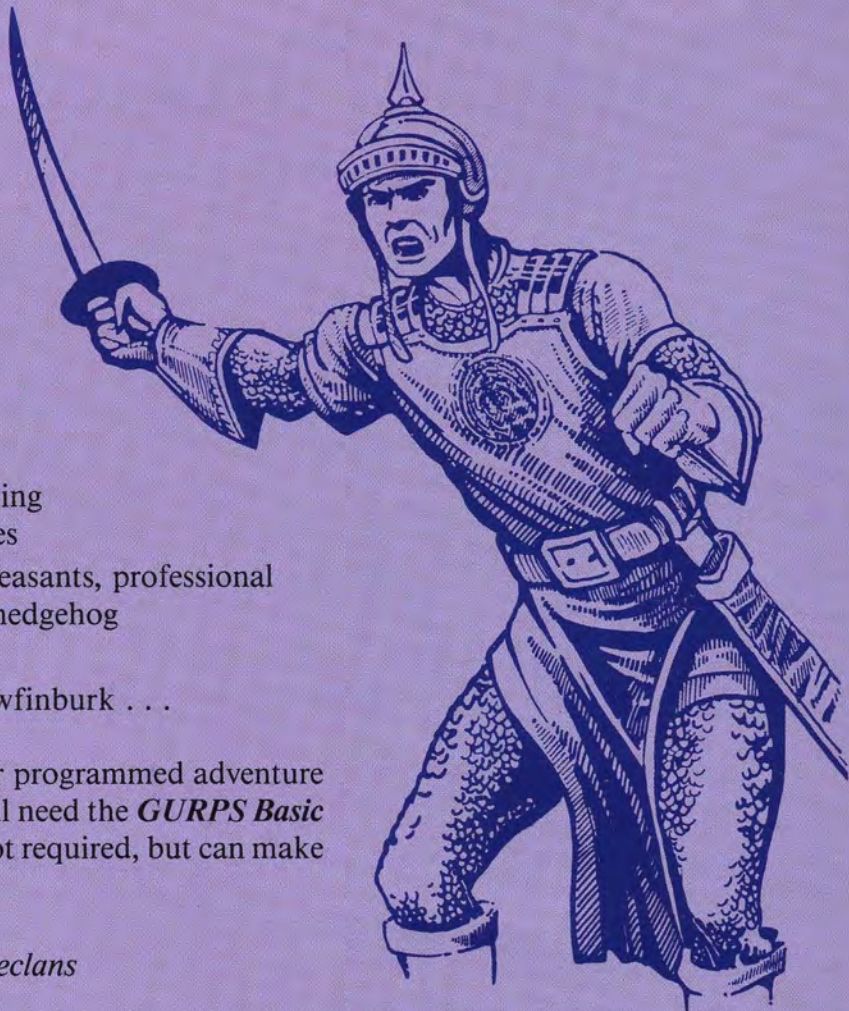 ing
es
easants, professional
hedgehog
wfinburk . . .
r programmed adventure
l need the GURPS Basic
ot required, but can make
eclans